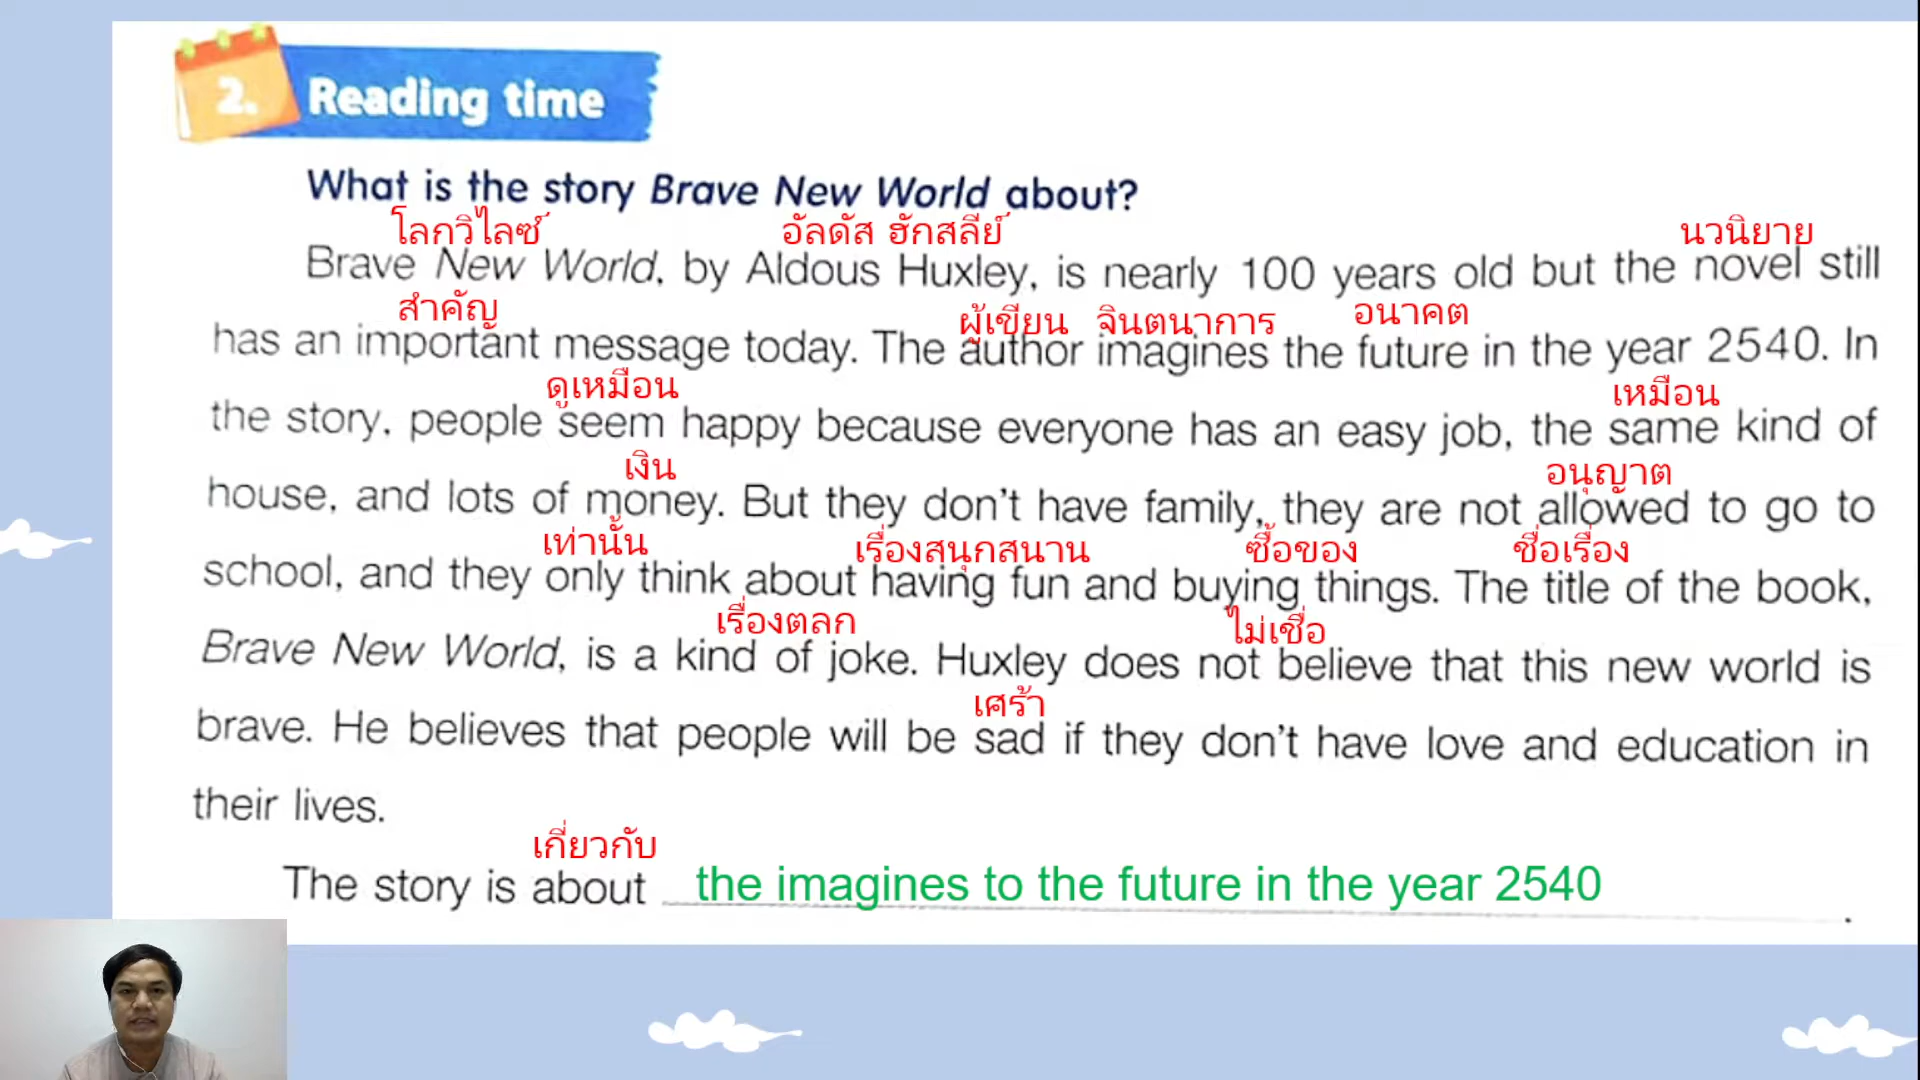 2.
Reading time
What is the story Brave New World about?
โลกวิไลซ์ อัลดัส ฮักสลีย์ นวนิยาย
Brave New World, by Aldous Huxley, is nearly 100 years old but the novel still
สำคัญ ผู้เขียน จินตนาการ อนาคต
has an important message today. The author imagines the future in the year 2540. In
ดูเหมือน เหมือน
the story, people seem happy because everyone has an easy job, the same kind of
เงิน อนุญาต
house, and lots of money. But they don't have family, they are not allowed to go to
เท่านั้น เรื่องสนุกสนาน ซื้อของ ชื่อเรื่อง
school, and they only think about having fun and buying things. The title of the book,
เรื่องตลก ไม่เชื่อ
Brave New World, is a kind of joke. Huxley does not believe that this new world is
เศร้า
brave. He believes that people will be sad if they don't have love and education in
their lives.
เกี่ยวกับ
The story is about the imagines to the future in the year 2540.